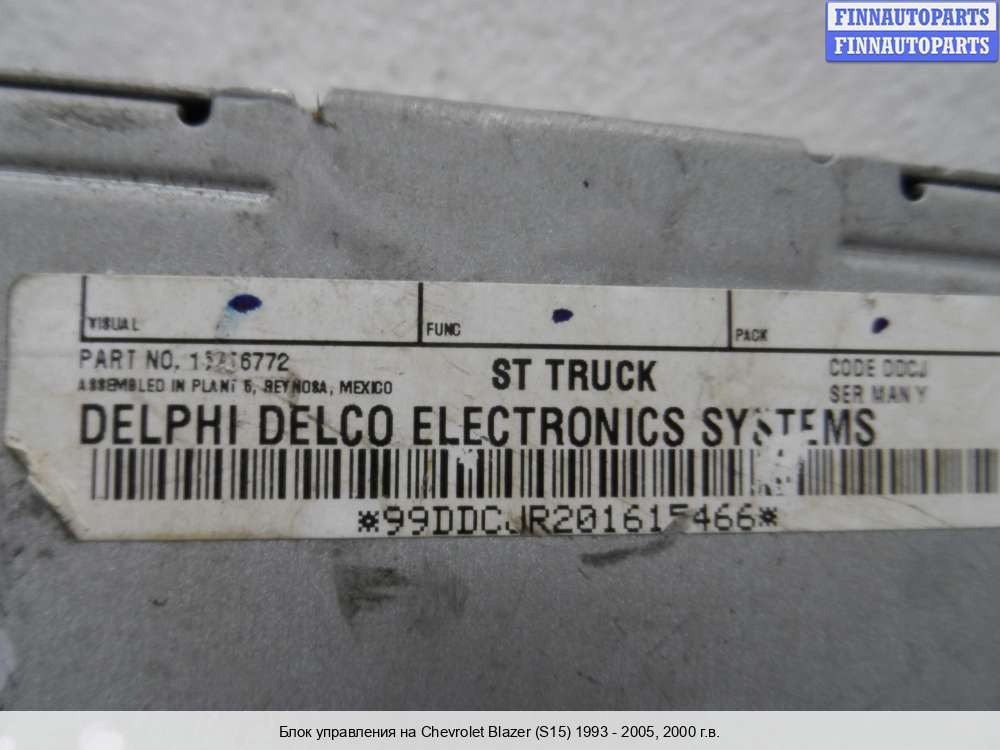 FINNAUTOPARTS
FINNAUTOPARTS
VISUAL
FUNC
PACK
PART NO.
ST TRUCK
CODE DDCJ
ASSEMBLED IN PLANT 5, REYNOSA, MEXICO
SER MAN Y
DELPHI DELCO ELECTRONICS SYSTEMS
*99DDCJR201615466*
Блок управления на Chevrolet Blazer (S15) 1993 - 2005, 2000 г.в.